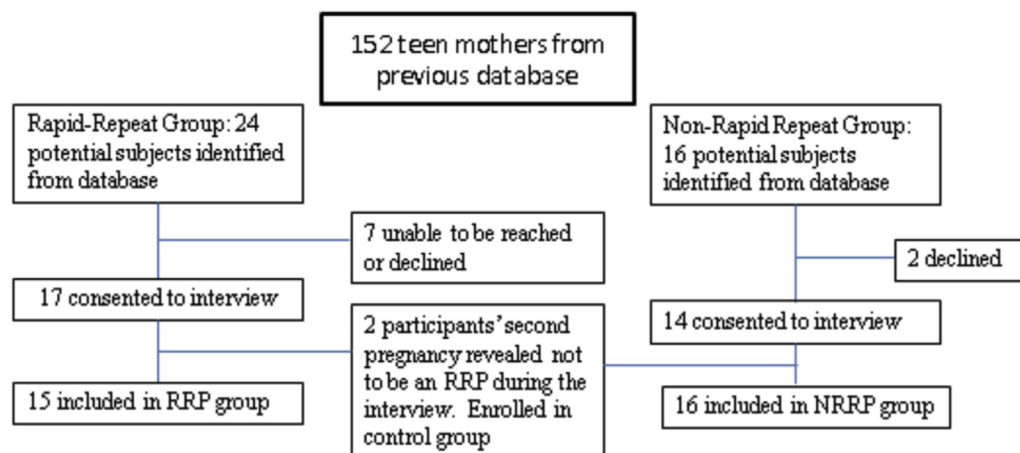 152 teen mothers from
previous database
Rapid-Repeat Group: 24
potential subjects identified
from database
Non-Rapid Repeat Group:
16 potential subjects
identified from database
7 unable to be reached
or declined
2 declined
17 consented to interview
14 consented to interview
2 participants’ second
pregnancy revealed not
to be an RRP during the
interview. Enrolled in
control group
15 included in RRP group
16 included in NRRP group